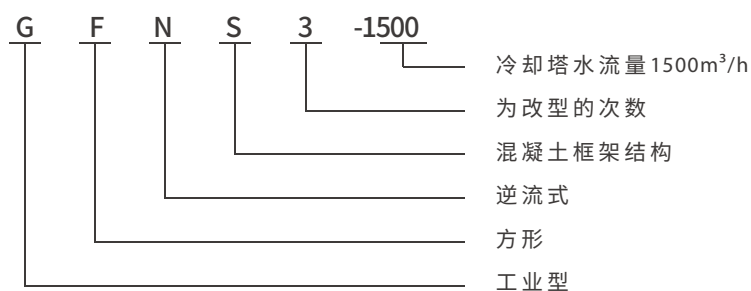 G F N S 3 -1500
冷却塔水流量1500m³/h
为改型的次数
混凝土框架结构
逆流式
方形
工业型